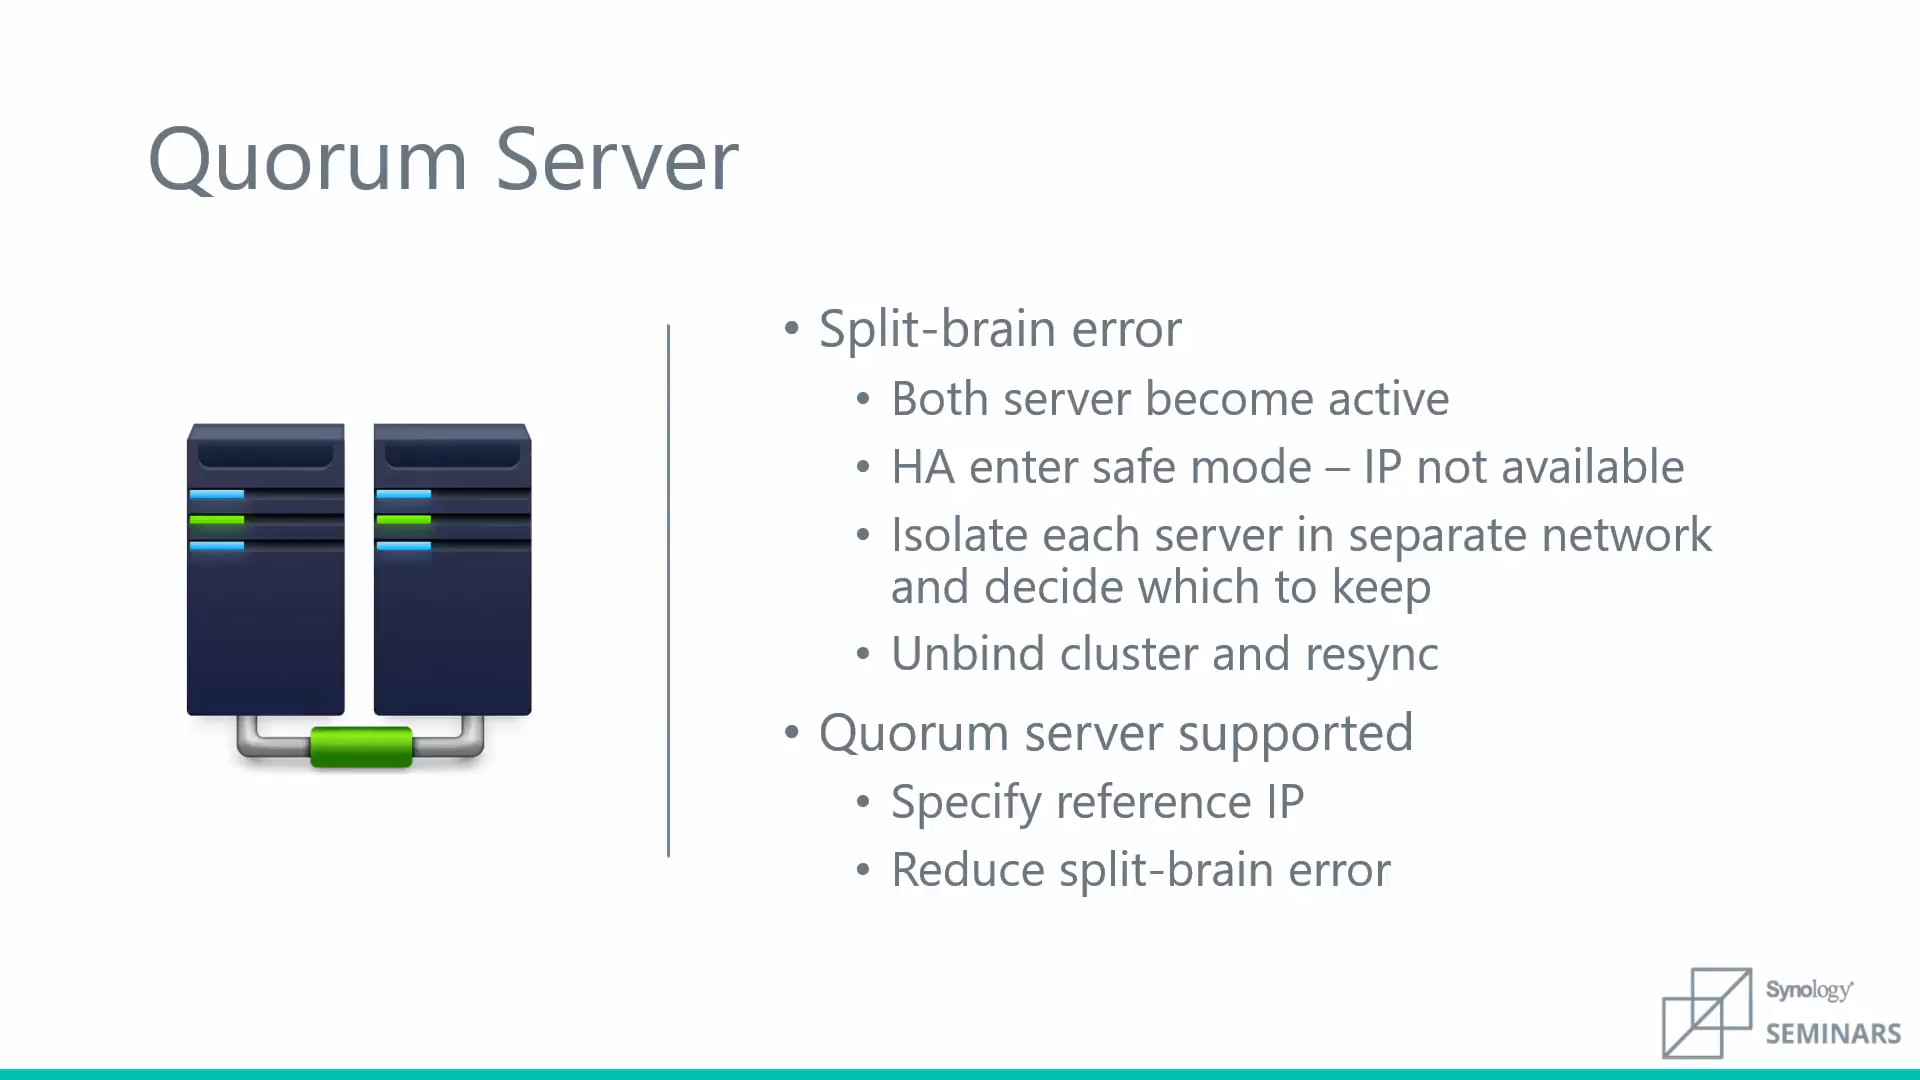 Quorum Server
• Split-brain error
• Both server become active
• HA enter safe mode – IP not available
• Isolate each server in separate network
and decide which to keep
• Unbind cluster and resync
• Quorum server supported
• Specify reference IP
• Reduce split-brain error
Synology
SEMINARS